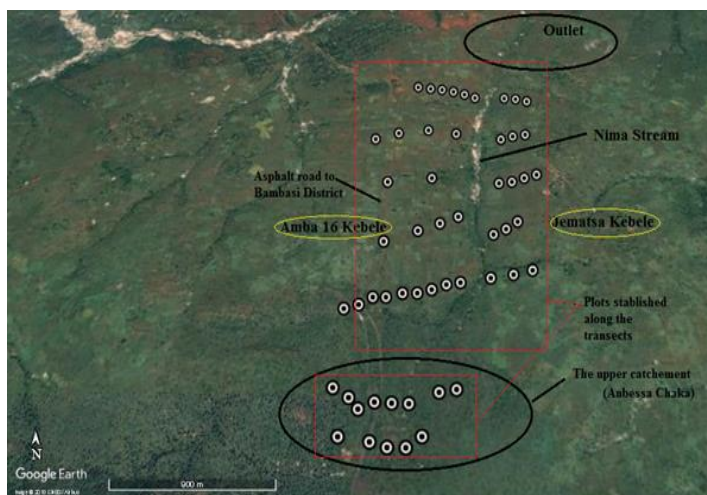 Outlet
Nima Stream
Asphalt road to
Bambasi District
Amba 16 Kebele
Jematsa Kebele
Plots stablished
along the
transects
The upper catchement
(Anbessa Chaka)
N
Google Earth
900 m